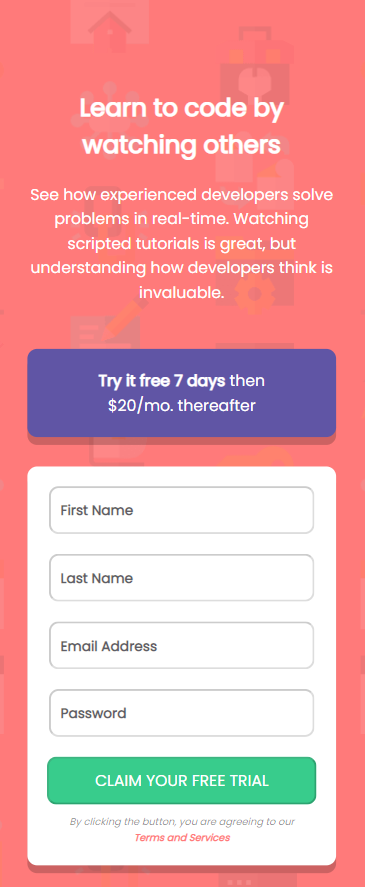 Learn to code by
watching others
See how experienced developers solve
problems in real-time. Watching
scripted tutorials is great, but
understanding how developers think is
invaluable.
Try it free 7 days then
$20/mo. thereafter
First Name
Last Name
Email Address
Password
CLAIM YOUR FREE TRIAL
By clicking the button, you are agreeing to our
Terms and Services